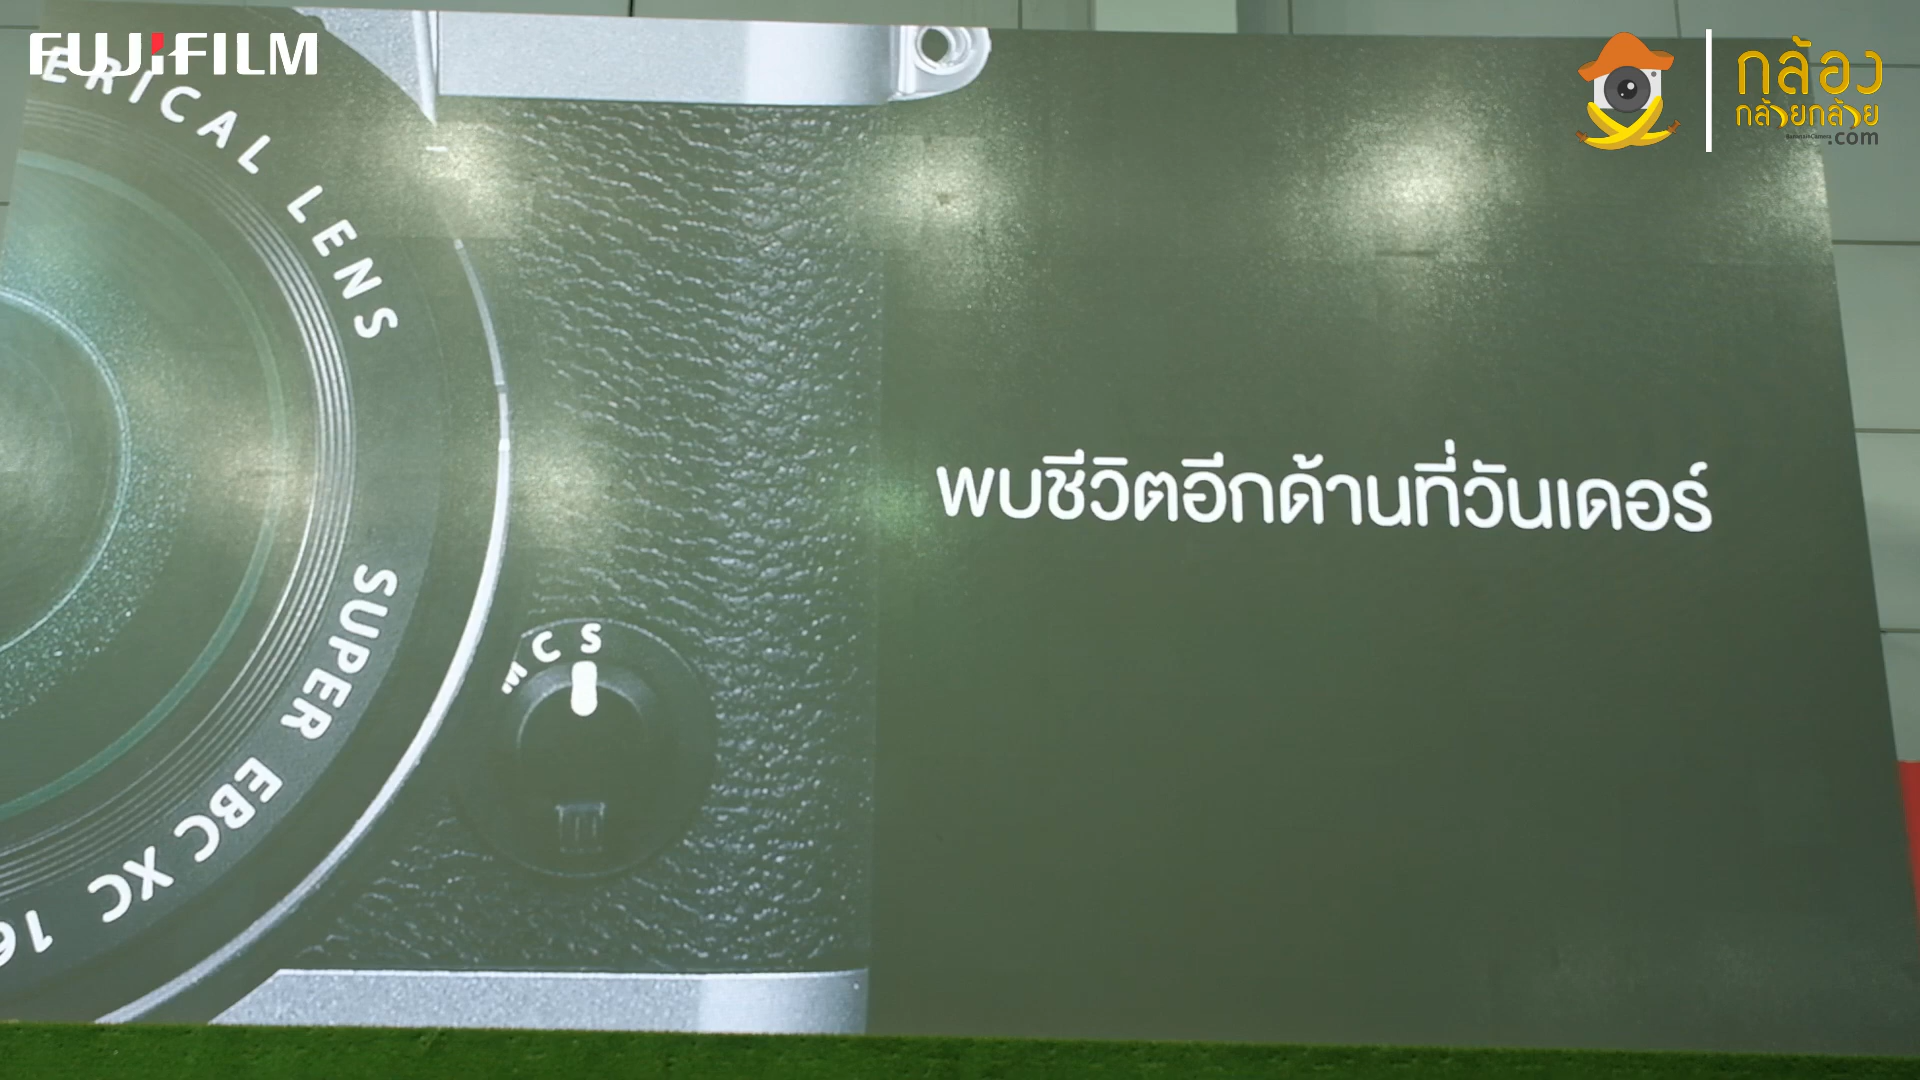 FUJIFILM
กล้อง
กล้วยกล้วย
.com
ERICAL LENS
พบชีวิตอีกด้านที่วันเดอร์
M C S
SUPER EBC XC 16